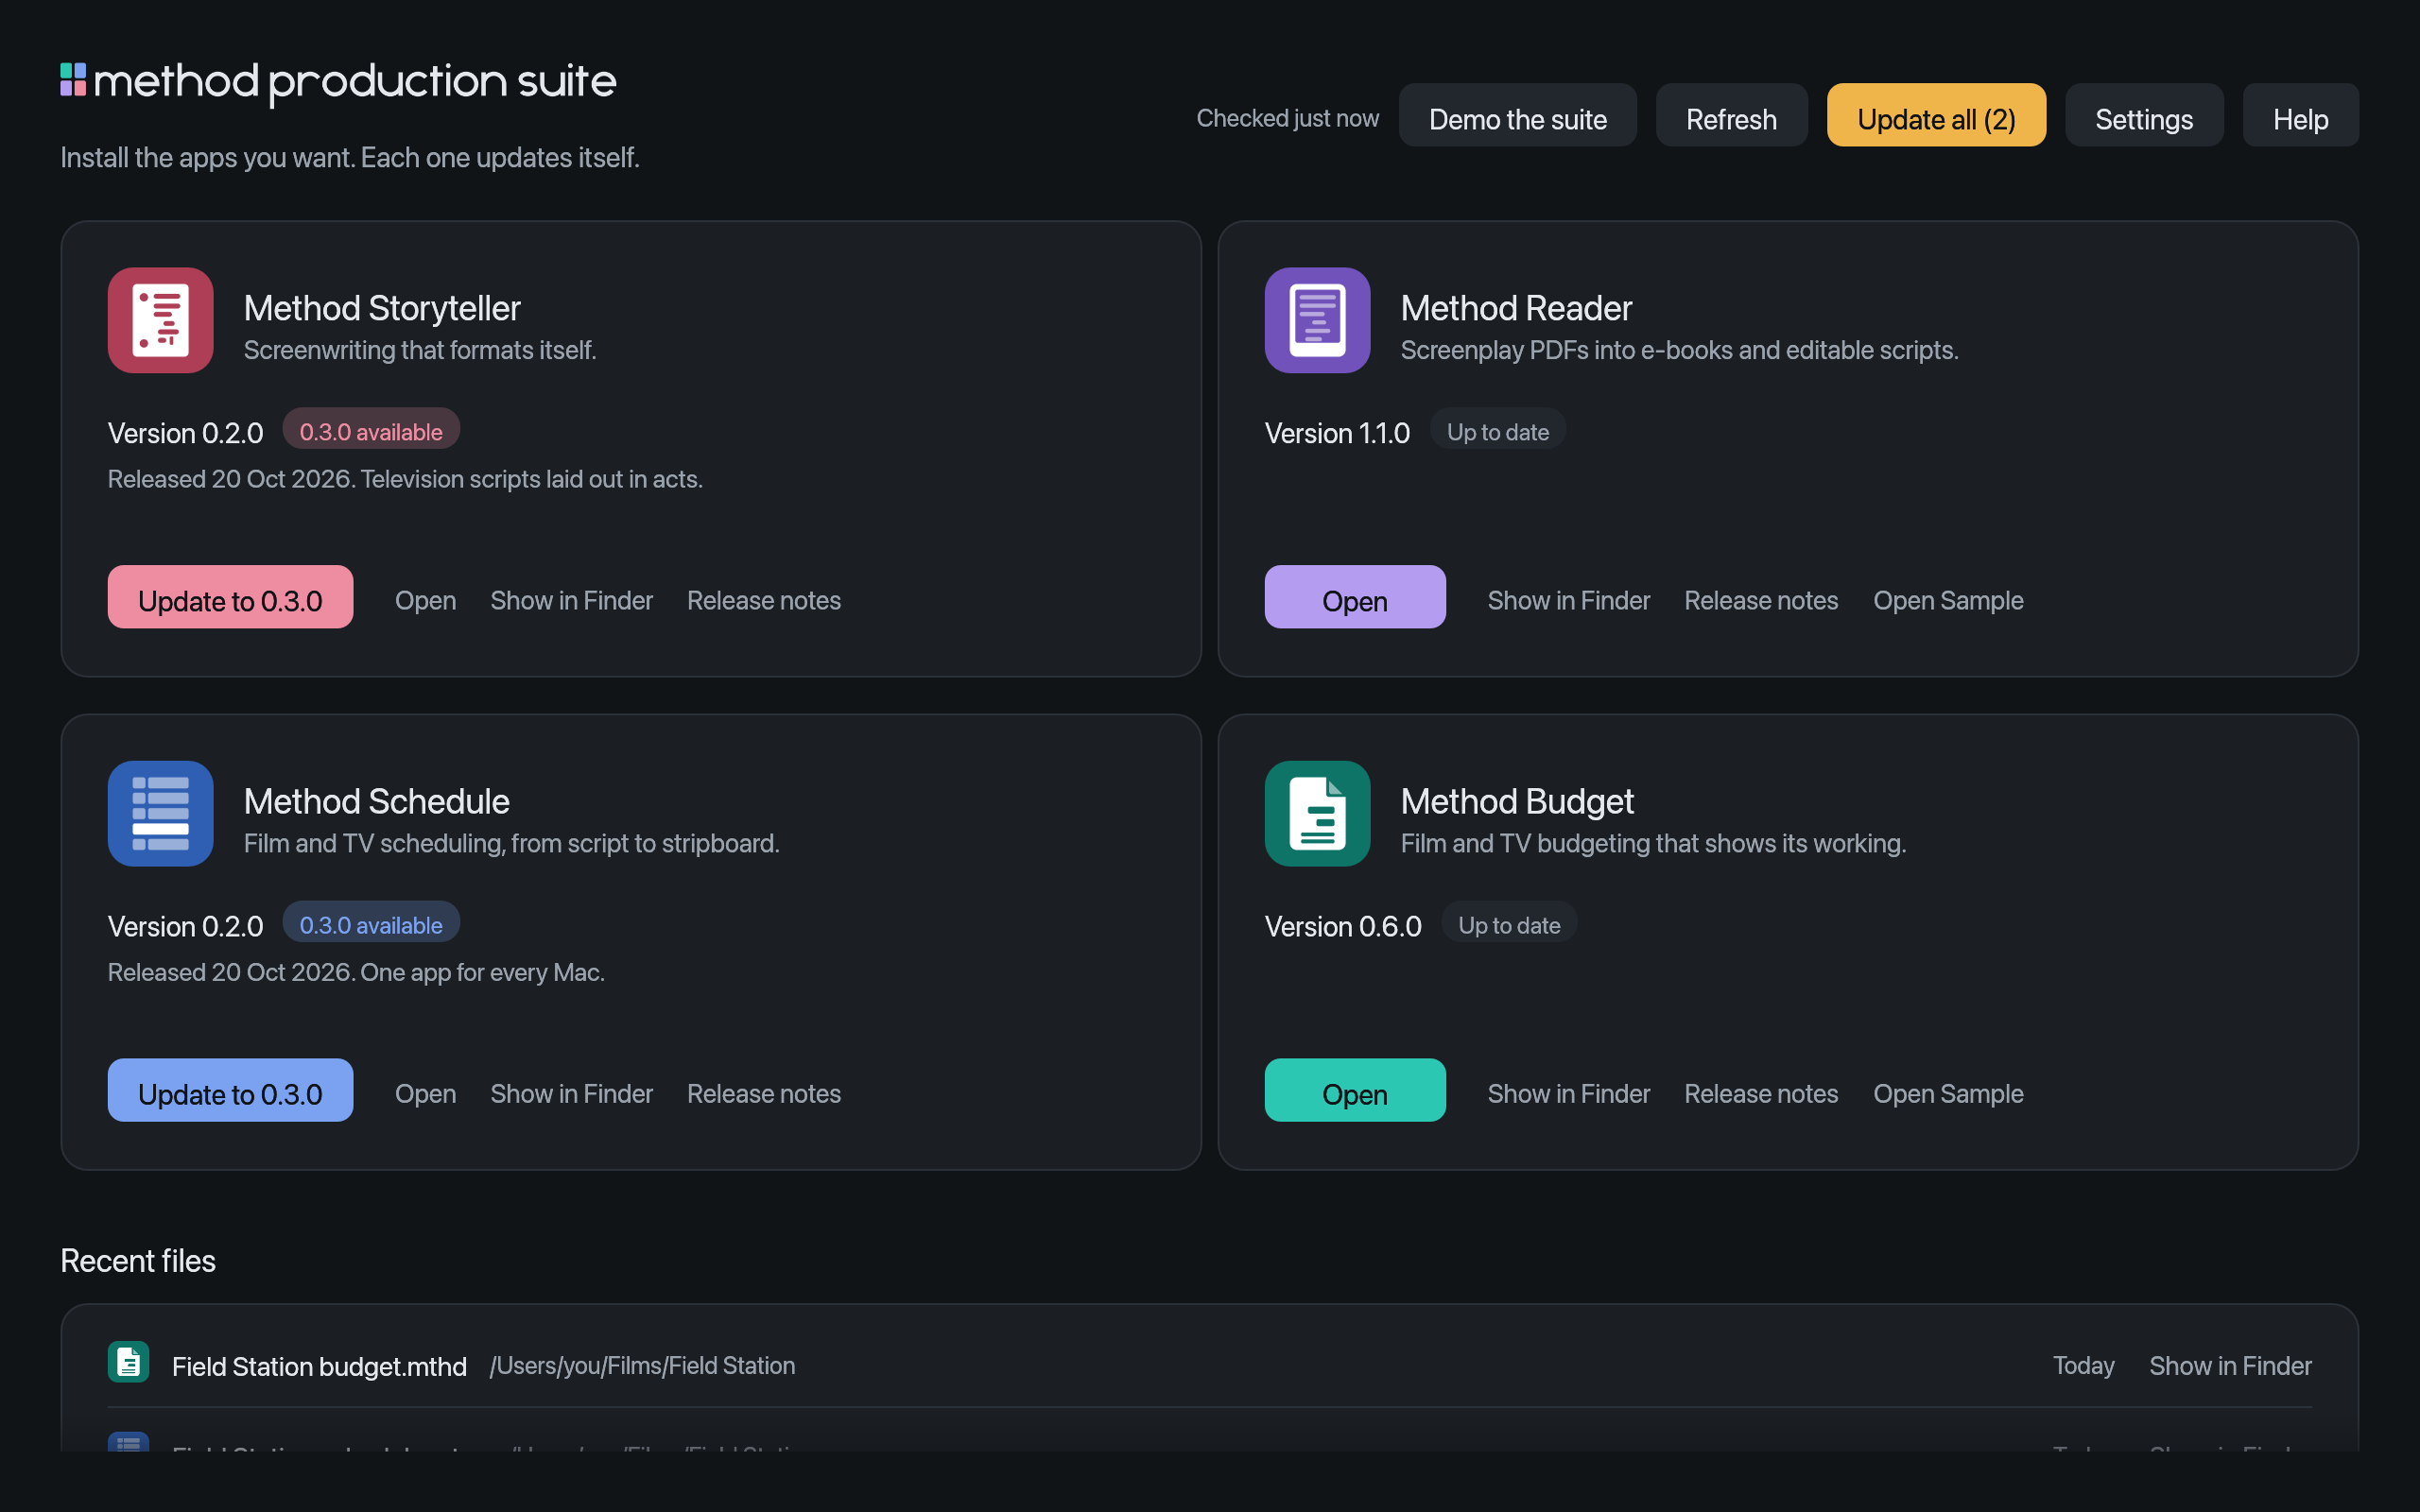 method production suite
Install the apps you want. Each one updates itself.
Checked just now
Demo the suite
Refresh
Update all (2)
Settings
Help
Method Storyteller
Screenwriting that formats itself.
Version 0.2.0
0.3.0 available
Released 20 Oct 2026. Television scripts laid out in acts.
Update to 0.3.0
Open
Show in Finder
Release notes
Method Reader
Screenplay PDFs into e-books and editable scripts.
Version 1.1.0
Up to date
Open
Show in Finder
Release notes
Open Sample
Method Schedule
Film and TV scheduling, from script to stripboard.
Version 0.2.0
0.3.0 available
Released 20 Oct 2026. One app for every Mac.
Update to 0.3.0
Open
Show in Finder
Release notes
Method Budget
Film and TV budgeting that shows its working.
Version 0.6.0
Up to date
Open
Show in Finder
Release notes
Open Sample
Recent files
Field Station budget.mthd
/Users/you/Films/Field Station
Today
Show in Finder